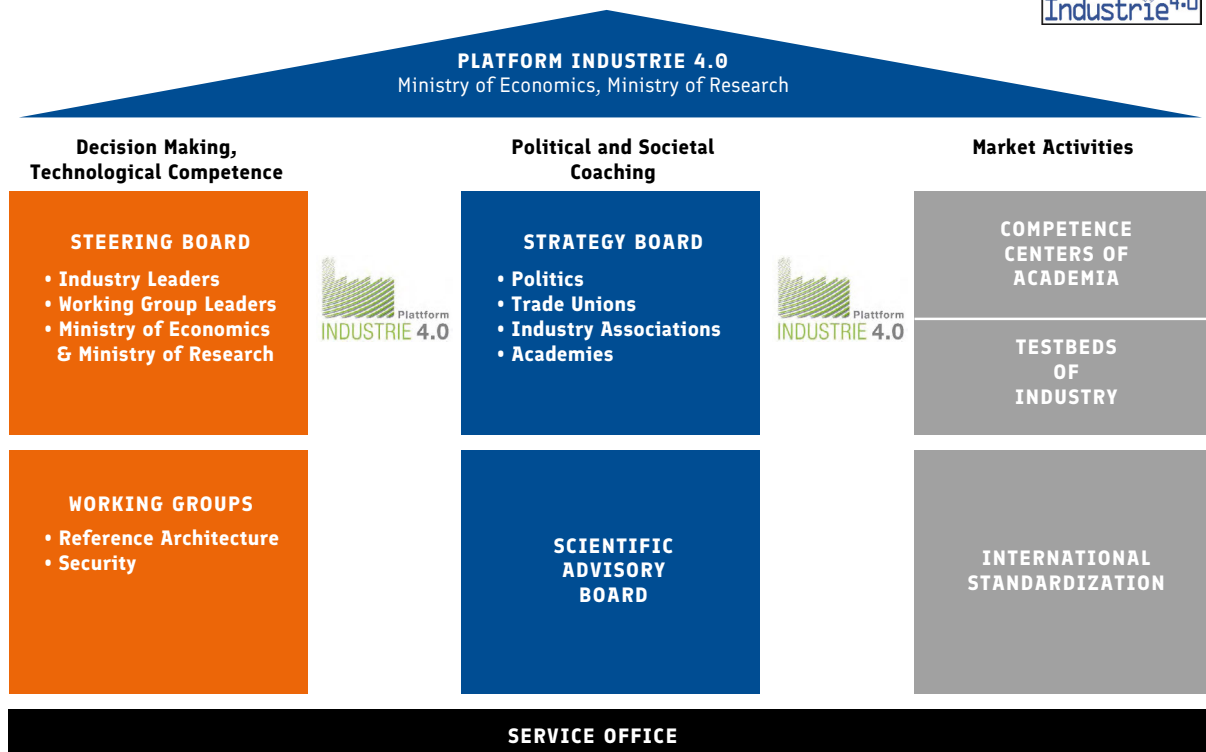 Industrie4.0
PLATFORM INDUSTRIE 4.0
Ministry of Economics, Ministry of Research
Decision Making,
Technological Competence
STEERING BOARD
• Industry Leaders
• Working Group Leaders
• Ministry of Economics
& Ministry of Research
WORKING GROUPS
• Reference Architecture
• Security
Plattform
INDUSTRIE 4.0
Political and Societal
Coaching
STRATEGY BOARD
• Politics
• Trade Unions
• Industry Associations
• Academies
SCIENTIFIC
ADVISORY
BOARD
Plattform
INDUSTRIE 4.0
Market Activities
COMPETENCE
CENTERS OF
ACADEMIA
TESTBEDS
OF
INDUSTRY
INTERNATIONAL
STANDARDIZATION
SERVICE OFFICE